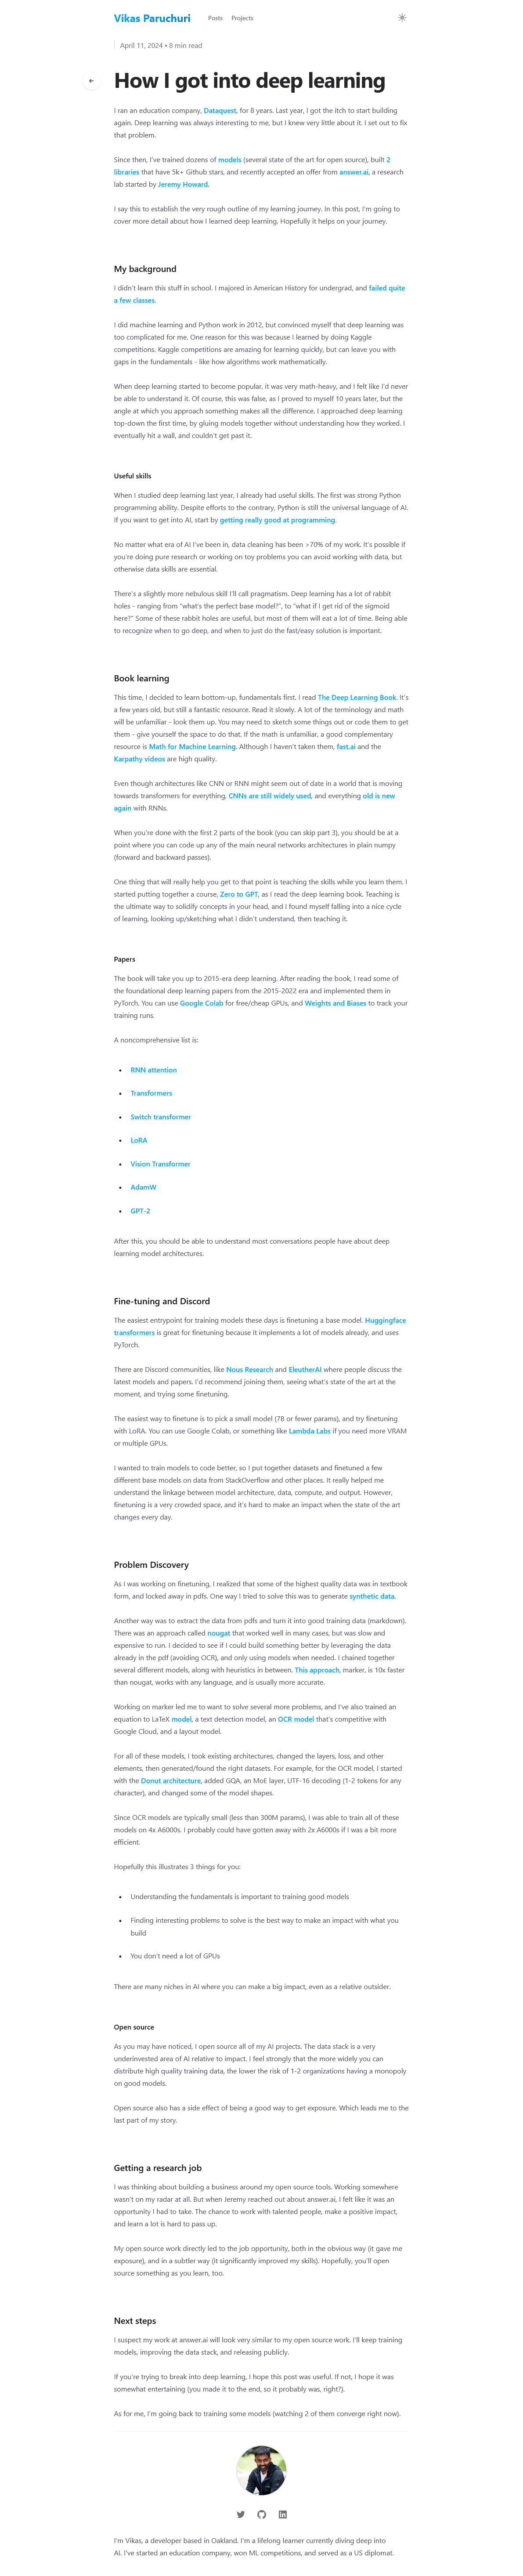 Vikas Paruchuri
Posts
Projects
April 11, 2024 • 8 min read
How I got into deep learning
I ran an education company, Dataquest, for 8 years. Last year, I got the itch to start building
again. Deep learning was always interesting to me, but I knew very little about it. I set out to fix
that problem.
Since then, I've trained dozens of models (several state of the art for open source), built 2
libraries that have 5k+ Github stars, and recently accepted an offer from answer.ai, a research
lab started by Jeremy Howard.
I say this to establish the very rough outline of my learning journey. In this post, I'm going to
cover more detail about how I learned deep learning. Hopefully it helps on your journey.
My background
I didn't learn this stuff in school. I majored in American History for undergrad, and failed quite
a few classes.
I did machine learning and Python work in 2012, but convinced myself that deep learning was
too complicated for me. One reason for this was because I learned by doing Kaggle
competitions. Kaggle competitions are amazing for learning quickly, but can leave you with
gaps in the fundamentals - like how algorithms work mathematically.
When deep learning started to become popular, it was very math-heavy, and I felt like I'd never
be able to understand it. Of course, this was false, as I proved to myself 10 years later, but the
angle at which you approach something makes all the difference. I approached deep learning
top-down the first time, by gluing models together without understanding how they worked. I
eventually hit a wall, and couldn't get past it.
Useful skills
When I studied deep learning last year, I already had useful skills. The first was strong Python
programming ability. Despite efforts to the contrary, Python is still the universal language of AI.
If you want to get into AI, start by getting really good at programming.
No matter what era of AI I've been in, data cleaning has been >70% of my work. It's possible if
you're doing pure research or working on toy problems you can avoid working with data, but
otherwise data skills are essential.
There's a slightly more nebulous skill I'll call pragmatism. Deep learning has a lot of rabbit
holes - ranging from "what's the perfect base model?", to "what if I get rid of the sigmoid
here?" Some of these rabbit holes are useful, but most of them will eat a lot of time. Being able
to recognize when to go deep, and when to just do the fast/easy solution is important.
Book learning
This time, I decided to learn bottom-up, fundamentals first. I read The Deep Learning Book. It's
a few years old, but still a fantastic resource. Read it slowly. A lot of the terminology and math
will be unfamiliar - look them up. You may need to sketch some things out or code them to get
them - give yourself the space to do that. If the math is unfamiliar, a good complementary
resource is Math for Machine Learning. Although I haven't taken them, fast.ai and the
Karpathy videos are high quality.
Even though architectures like CNN or RNN might seem out of date in a world that is moving
towards transformers for everything, CNNs are still widely used, and everything old is new
again with RNNs.
When you're done with the first 2 parts of the book (you can skip part 3), you should be at a
point where you can code up any of the main neural networks architectures in plain numpy
(forward and backward passes).
One thing that will really help you get to that point is teaching the skills while you learn them. I
started putting together a course, Zero to GPT, as I read the deep learning book. Teaching is
the ultimate way to solidify concepts in your head, and I found myself falling into a nice cycle
of learning, looking up/sketching what I didn't understand, then teaching it.
Papers
The book will take you up to 2015-era deep learning. After reading the book, I read some of
the foundational deep learning papers from the 2015-2022 era and implemented them in
PyTorch. You can use Google Colab for free/cheap GPUs, and Weights and Biases to track your
training runs.
A noncomprehensive list is:
• RNN attention
• Transformers
• Switch transformer
• LoRA
• Vision Transformer
• AdamW
• GPT-2
After this, you should be able to understand most conversations people have about deep
learning model architectures.
Fine-tuning and Discord
The easiest entrypoint for training models these days is finetuning a base model. Huggingface
transformers is great for finetuning because it implements a lot of models already, and uses
PyTorch.
There are Discord communities, like Nous Research and EleutherAI where people discuss the
latest models and papers. I'd recommend joining them, seeing what's state of the art at the
moment, and trying some finetuning.
The easiest way to finetune is to pick a small model (7B or fewer params), and try finetuning
with LoRA. You can use Google Colab, or something like Lambda Labs if you need more VRAM
or multiple GPUs.
I wanted to train models to code better, so I put together datasets and finetuned a few
different base models on data from StackOverflow and other places. It really helped me
understand the linkage between model architecture, data, compute, and output. However,
finetuning is a very crowded space, and it's hard to make an impact when the state of the art
changes every day.
Problem Discovery
As I was working on finetuning, I realized that some of the highest quality data was in textbook
form, and locked away in pdfs. One way I tried to solve this was to generate synthetic data.
Another way was to extract the data from pdfs and turn it into good training data (markdown).
There was an approach called nougat that worked well in many cases, but was slow and
expensive to run. I decided to see if I could build something better by leveraging the data
already in the pdf (avoiding OCR), and only using models when needed. I chained together
several different models, along with heuristics in between. This approach, marker, is 10x faster
than nougat, works with any language, and is usually more accurate.
Working on marker led me to want to solve several more problems, and I've also trained an
equation to LaTeX model, a text detection model, an OCR model that's competitive with
Google Cloud, and a layout model.
For all of these models, I took existing architectures, changed the layers, loss, and other
elements, then generated/found the right datasets. For example, for the OCR model, I started
with the Donut architecture, added GQA, an MoE layer, UTF-16 decoding (1-2 tokens for any
character), and changed some of the model shapes.
Since OCR models are typically small (less than 300M params), I was able to train all of these
models on 4x A6000s. I probably could have gotten away with 2x A6000s if I was a bit more
efficient.
Hopefully this illustrates 3 things for you:
• Understanding the fundamentals is important to training good models
• Finding interesting problems to solve is the best way to make an impact with what you
build
• You don't need a lot of GPUs
There are many niches in AI where you can make a big impact, even as a relative outsider.
Open source
As you may have noticed, I open source all of my AI projects. The data stack is a very
underinvested area of AI relative to impact. I feel strongly that the more widely you can
distribute high quality training data, the lower the risk of 1-2 organizations having a monopoly
on good models.
Open source also has a side effect of being a good way to get exposure. Which leads me to the
last part of my story.
Getting a research job
I was thinking about building a business around my open source tools. Working somewhere
wasn't on my radar at all. But when Jeremy reached out about answer.ai, I felt like it was an
opportunity I had to take. The chance to work with talented people, make a positive impact,
and learn a lot is hard to pass up.
My open source work directly led to the job opportunity, both in the obvious way (it gave me
exposure), and in a subtler way (it significantly improved my skills). Hopefully, you'll open
source something as you learn, too.
Next steps
I suspect my work at answer.ai will look very similar to my open source work. I'll keep training
models, improving the data stack, and releasing publicly.
If you're trying to break into deep learning, I hope this post was useful. If not, I hope it was
somewhat entertaining (you made it to the end, so it probably was, right?).
As for me, I'm going back to training some models (watching 2 of them converge right now).
I'm Vikas, a developer based in Oakland. I'm a lifelong learner currently diving deep into
AI. I've started an education company, won ML competitions, and served as a US diplomat.